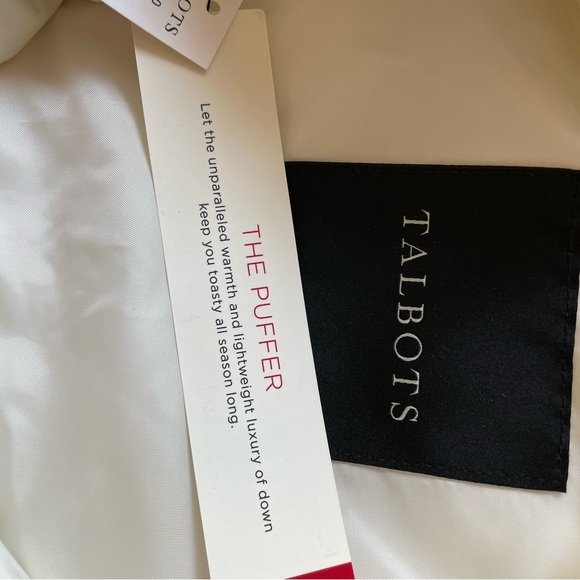 TALBOTS
THE PUFFER
Let the unparalleled warmth and lightweight luxury of down
keep you toasty all season long.